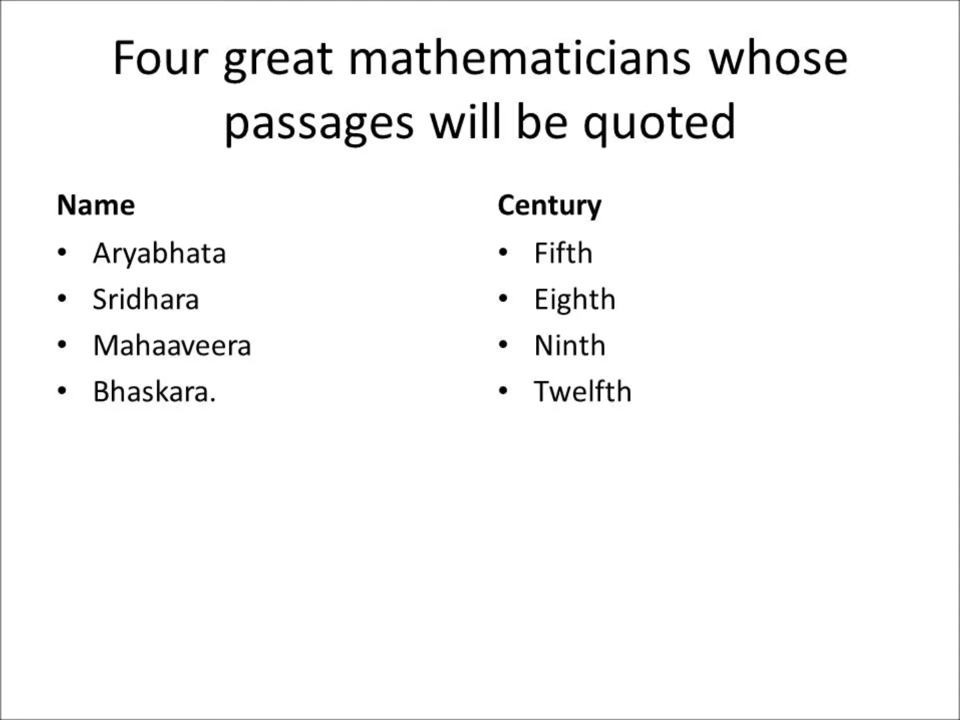 Four great mathematicians whose
passages will be quoted
Name
• Aryabhata
• Sridhara
• Mahaaveera
• Bhaskara.
Century
• Fifth
• Eighth
• Ninth
• Twelfth